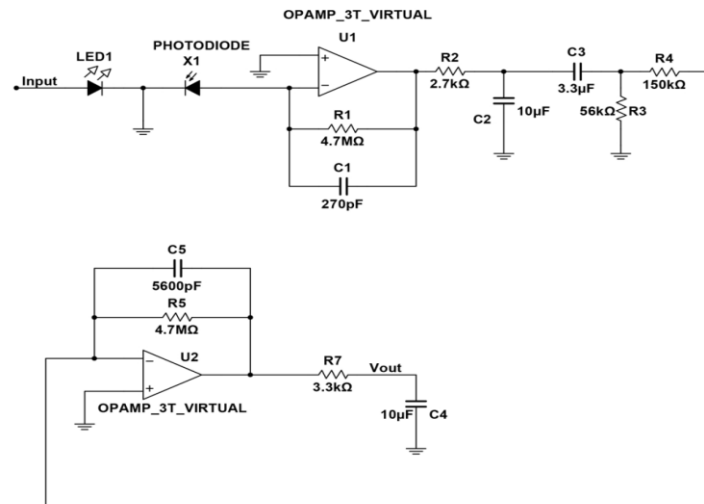 OPAMP_3T_VIRTUAL
U1
LED1
PHOTODIODE
X1
Input
R2
2.7kΩ
C3
3.3µF
R4
150kΩ
C2
10µF
56kΩ
R3
R1
4.7MΩ
C1
270pF
C5
5600pF
R5
4.7MΩ
U2
OPAMP_3T_VIRTUAL
R7
3.3kΩ
Vout
10µF
C4
+
−
−
+